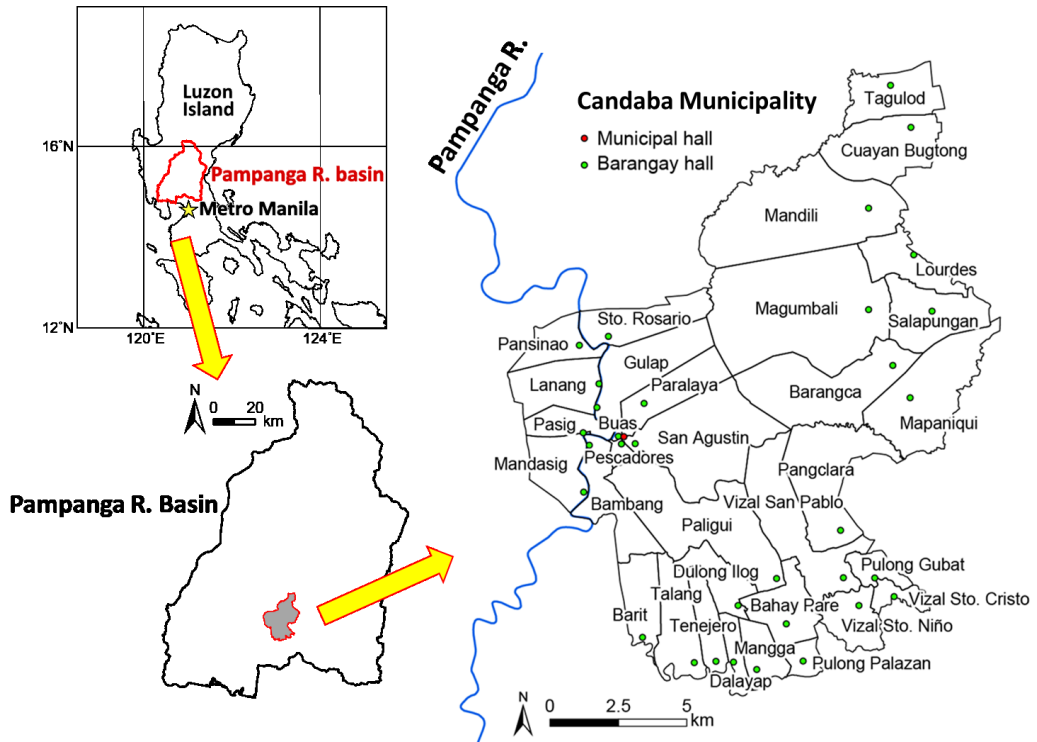 Luzon
Island
16°N
Pampanga R. basin
Metro Manila
12°N
120°E
124°E
N
0 20
km
Pampanga R. Basin
Pampanga R.
Candaba Municipality
Municipal hall
Barangay hall
Tagulod
Cuayan Bugtong
Mandili
Lourdes
Magumbali
Salapungan
Sto. Rosario
Pansinao
Gulap
Lanang
Paralaya
Barangca
Mapaniqui
Pasig
Buas
San Agustin
Mandasig
Pescadores
Pangclara
Bambang
Vizal San Pablo
Paligui
Dulong Ilog
Pulong Gubat
Talang
Bahay Pare
Vizal Sto. Cristo
Barit
Tenejero
Vizal Sto. Niño
Mangga
Pulong Palazan
Dalayap
N
0 2.5 5
km